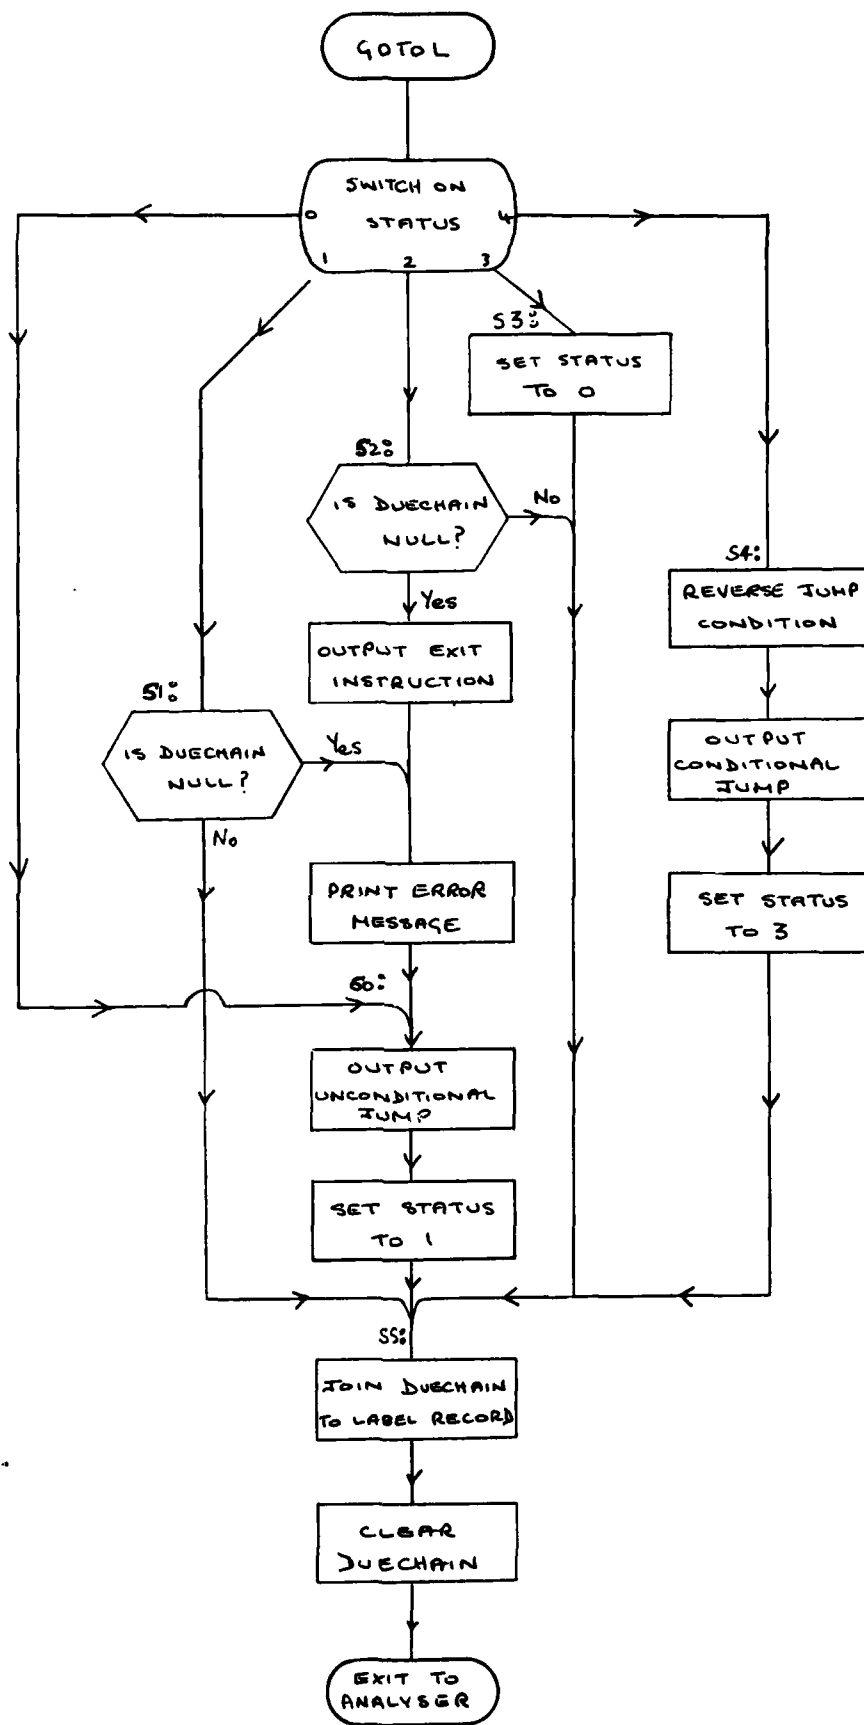 GOTOL
SWITCH ON
STATUS
0
4
1
2
3
S3:
SET STATUS
TO 0
S2:
IS DUECHAIN
NULL?
No
Yes
S4:
REVERSE JUMP
CONDITION
OUTPUT EXIT
INSTRUCTION
S1:
IS DUECHAIN
NULL?
Yes
No
OUTPUT
CONDITIONAL
JUMP
PRINT ERROR
MESSAGE
SET STATUS
TO 3
S0:
OUTPUT
UNCONDITIONAL
JUMP
SET STATUS
TO 1
SS:
JOIN DUECHAIN
TO LABEL RECORD
CLEAR
DUECHAIN
EXIT TO
ANALYSER